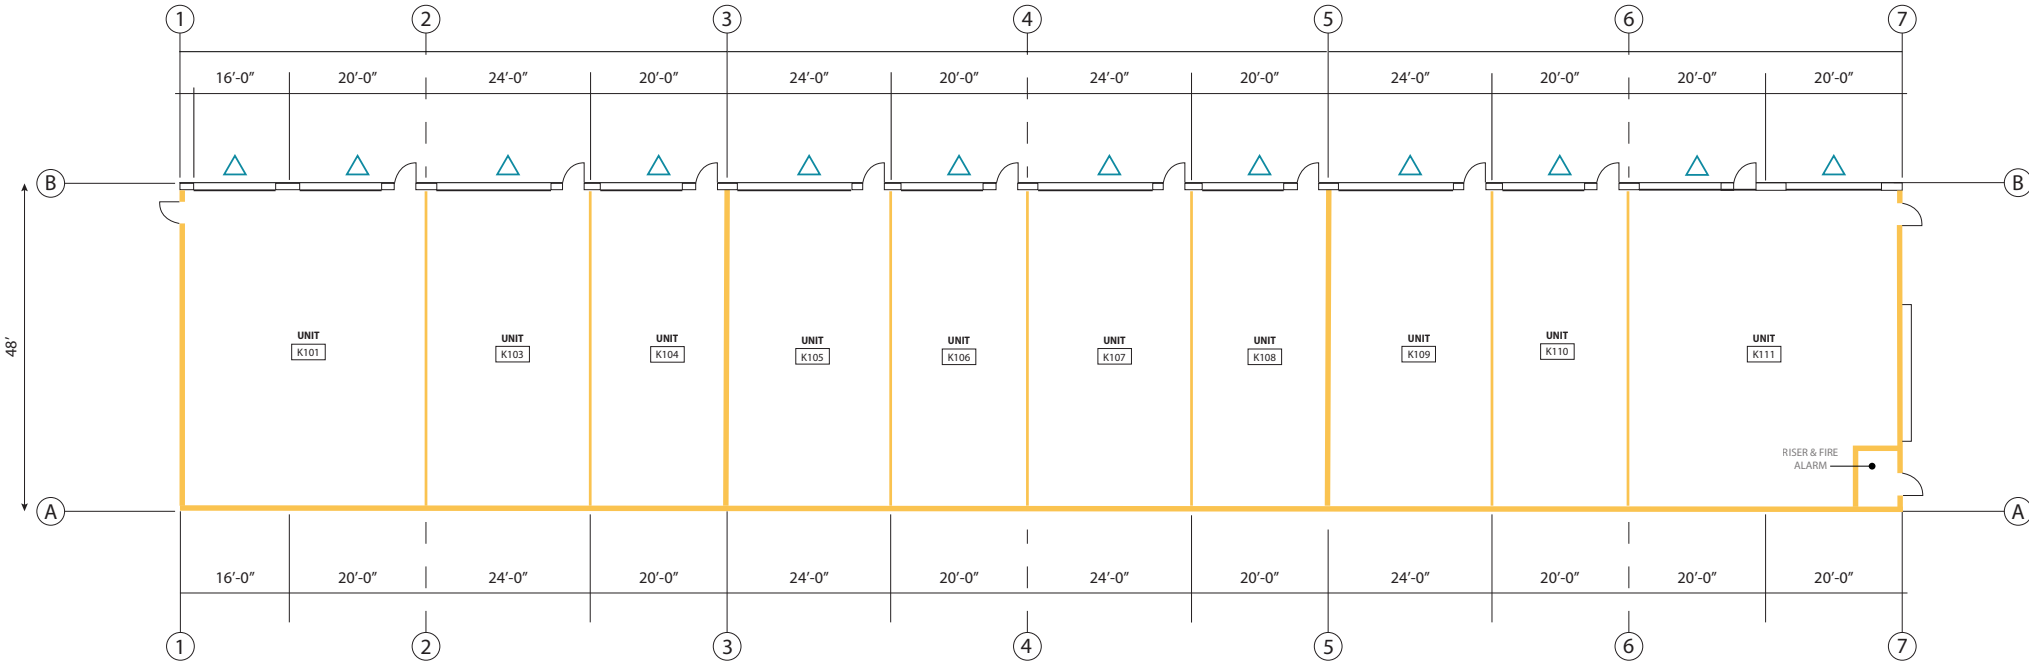 1 2 3 4 5 6 7
16’-0” 20’-0” 24’-0” 20’-0” 24’-0” 20’-0” 24’-0” 20’-0” 24’-0” 20’-0” 20’-0” 20’-0”
B B
48’
UNIT
K101
UNIT
K103
UNIT
K104
UNIT
K105
UNIT
K106
UNIT
K107
UNIT
K108
UNIT
K109
UNIT
K110
UNIT
K111
RISER & FIRE
ALARM
A A
16’-0” 20’-0” 24’-0” 20’-0” 24’-0” 20’-0” 24’-0” 20’-0” 24’-0” 20’-0” 20’-0” 20’-0”
1 2 3 4 5 6 7